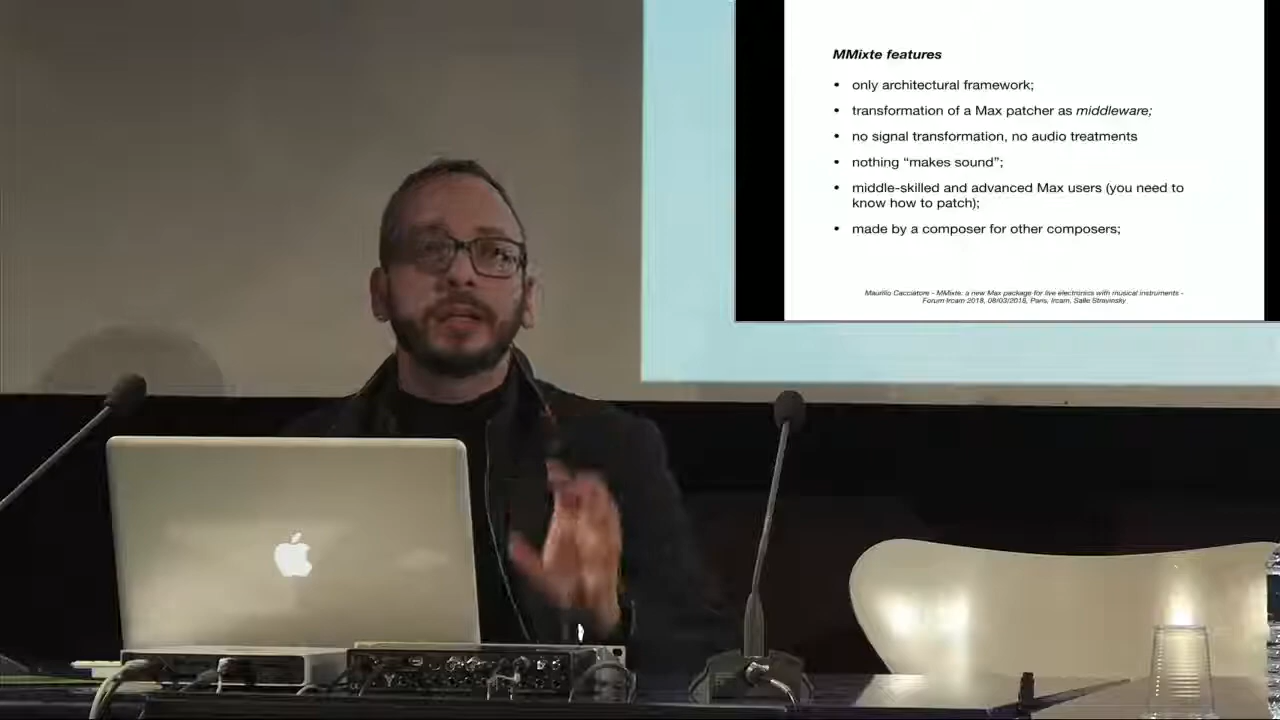 MMixte features
• only architectural framework;
• transformation of a Max patcher as middleware;
• no signal transformation, no audio treatments
• nothing “makes sound”;
• middle-skilled and advanced Max users (you need to
know how to patch);
• made by a composer for other composers;
Maurilio Cacciatore - MMixte: a new Max package for live electronics with musical instruments -
Forum Ircam 2018, 08/03/2018, Paris, Ircam, Salle Stravinsky